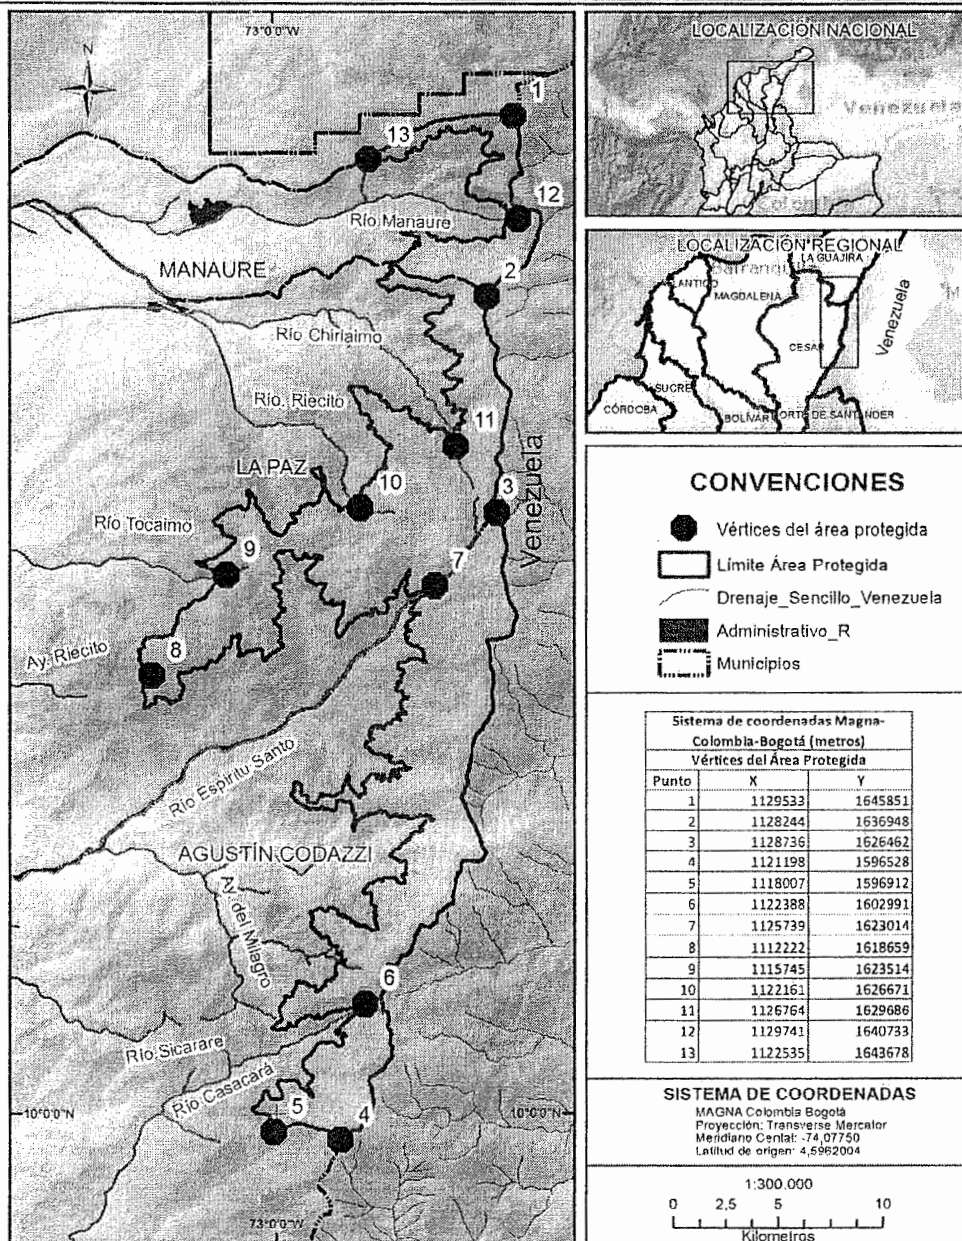 73°0'0"W
N
1
13
12
Río Manaure
MANAURE
2
Río Chirlaimo
Río Riecito
11
LA PAZ
10
3
Venezuela
Río Tocaimo
9
7
8
Ay. Riecito
Río Espíritu Santo
AGUSTÍN CODAZZI
Ay. del Milagro
6
Río Sicarare
Río Casacará
10°0'0"N
5
4
10°0'0"N
73°0'0"W
LOCALIZACIÓN NACIONAL
Venezuela
LOCALIZACIÓN REGIONAL
LA GUAJIRA
MAGDALENA
Venezuela
CESAR
SUCRE
CÓRDOBA
BOLÍVAR
NORTE DE SANTANDER
CONVENCIONES
Vértices del área protegida
Límite Área Protegida
Drenaje_Sencillo_Venezuela
Administrativo_R
Municipios
Sistema de coordenadas Magna-
Colombia-Bogotá (metros)
Vértices del Área Protegida
Punto X Y
1 1129533 1645851
2 1128244 1636948
3 1128736 1626462
4 1121198 1596528
5 1118007 1596912
6 1122388 1602991
7 1125739 1623014
8 1112222 1618659
9 1115745 1623514
10 1122161 1626671
11 1126764 1629686
12 1129741 1640733
13 1122535 1643678
SISTEMA DE COORDENADAS
MAGNA Colombia Bogotá
Proyección: Transverse Mercator
Meridiano Cental: -74,07750
Latitud de origen: 4,5962004
1:300.000
0 2,5 5 10
Kilometros